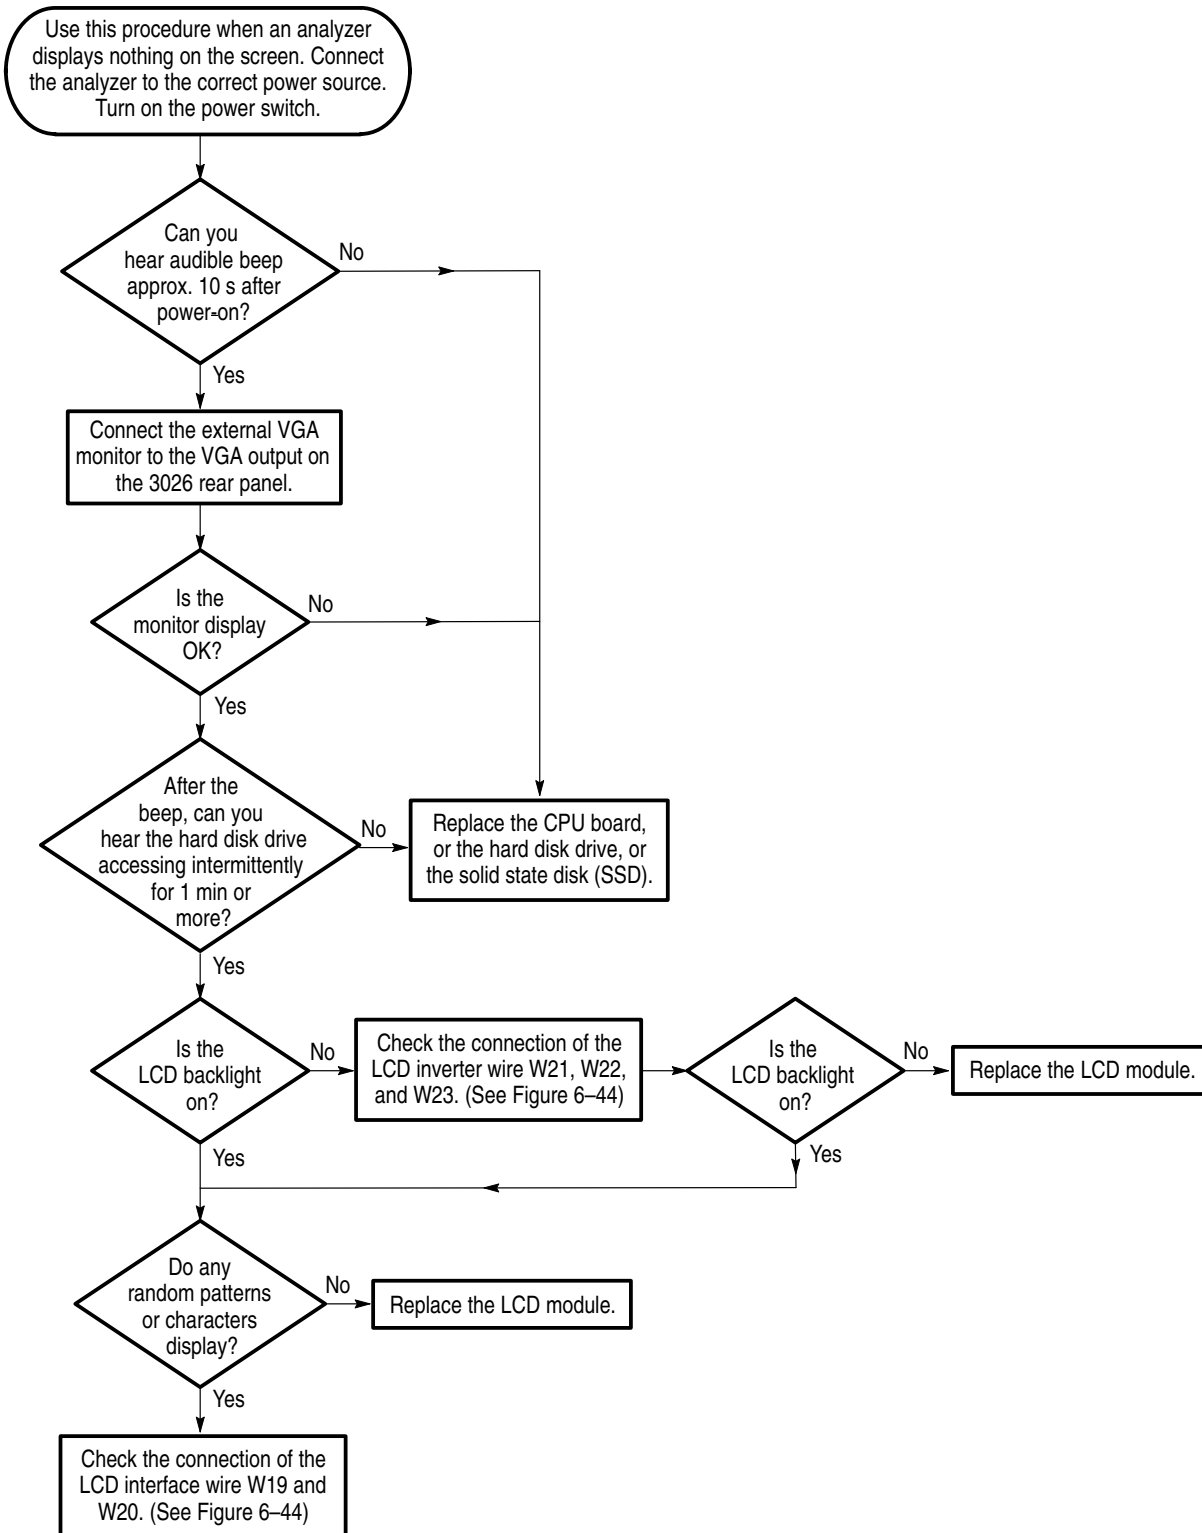 Use this procedure when an analyzer
displays nothing on the screen. Connect
the analyzer to the correct power source.
Turn on the power switch.
Can you
hear audible beep
approx. 10 s after
power-on?
No
Yes
Connect the external VGA
monitor to the VGA output on
the 3026 rear panel.
Is the
monitor display
OK?
No
Yes
After the
beep, can you
hear the hard disk drive
accessing intermittently
for 1 min or
more?
No
Replace the CPU board,
or the hard disk drive, or
the solid state disk (SSD).
Yes
Is the
LCD backlight
on?
No
Check the connection of the
LCD inverter wire W21, W22,
and W23. (See Figure 6–44)
Is the
LCD backlight
on?
No
Replace the LCD module.
Yes
Yes
Do any
random patterns
or characters
display?
No
Replace the LCD module.
Yes
Check the connection of the
LCD interface wire W19 and
W20. (See Figure 6–44)